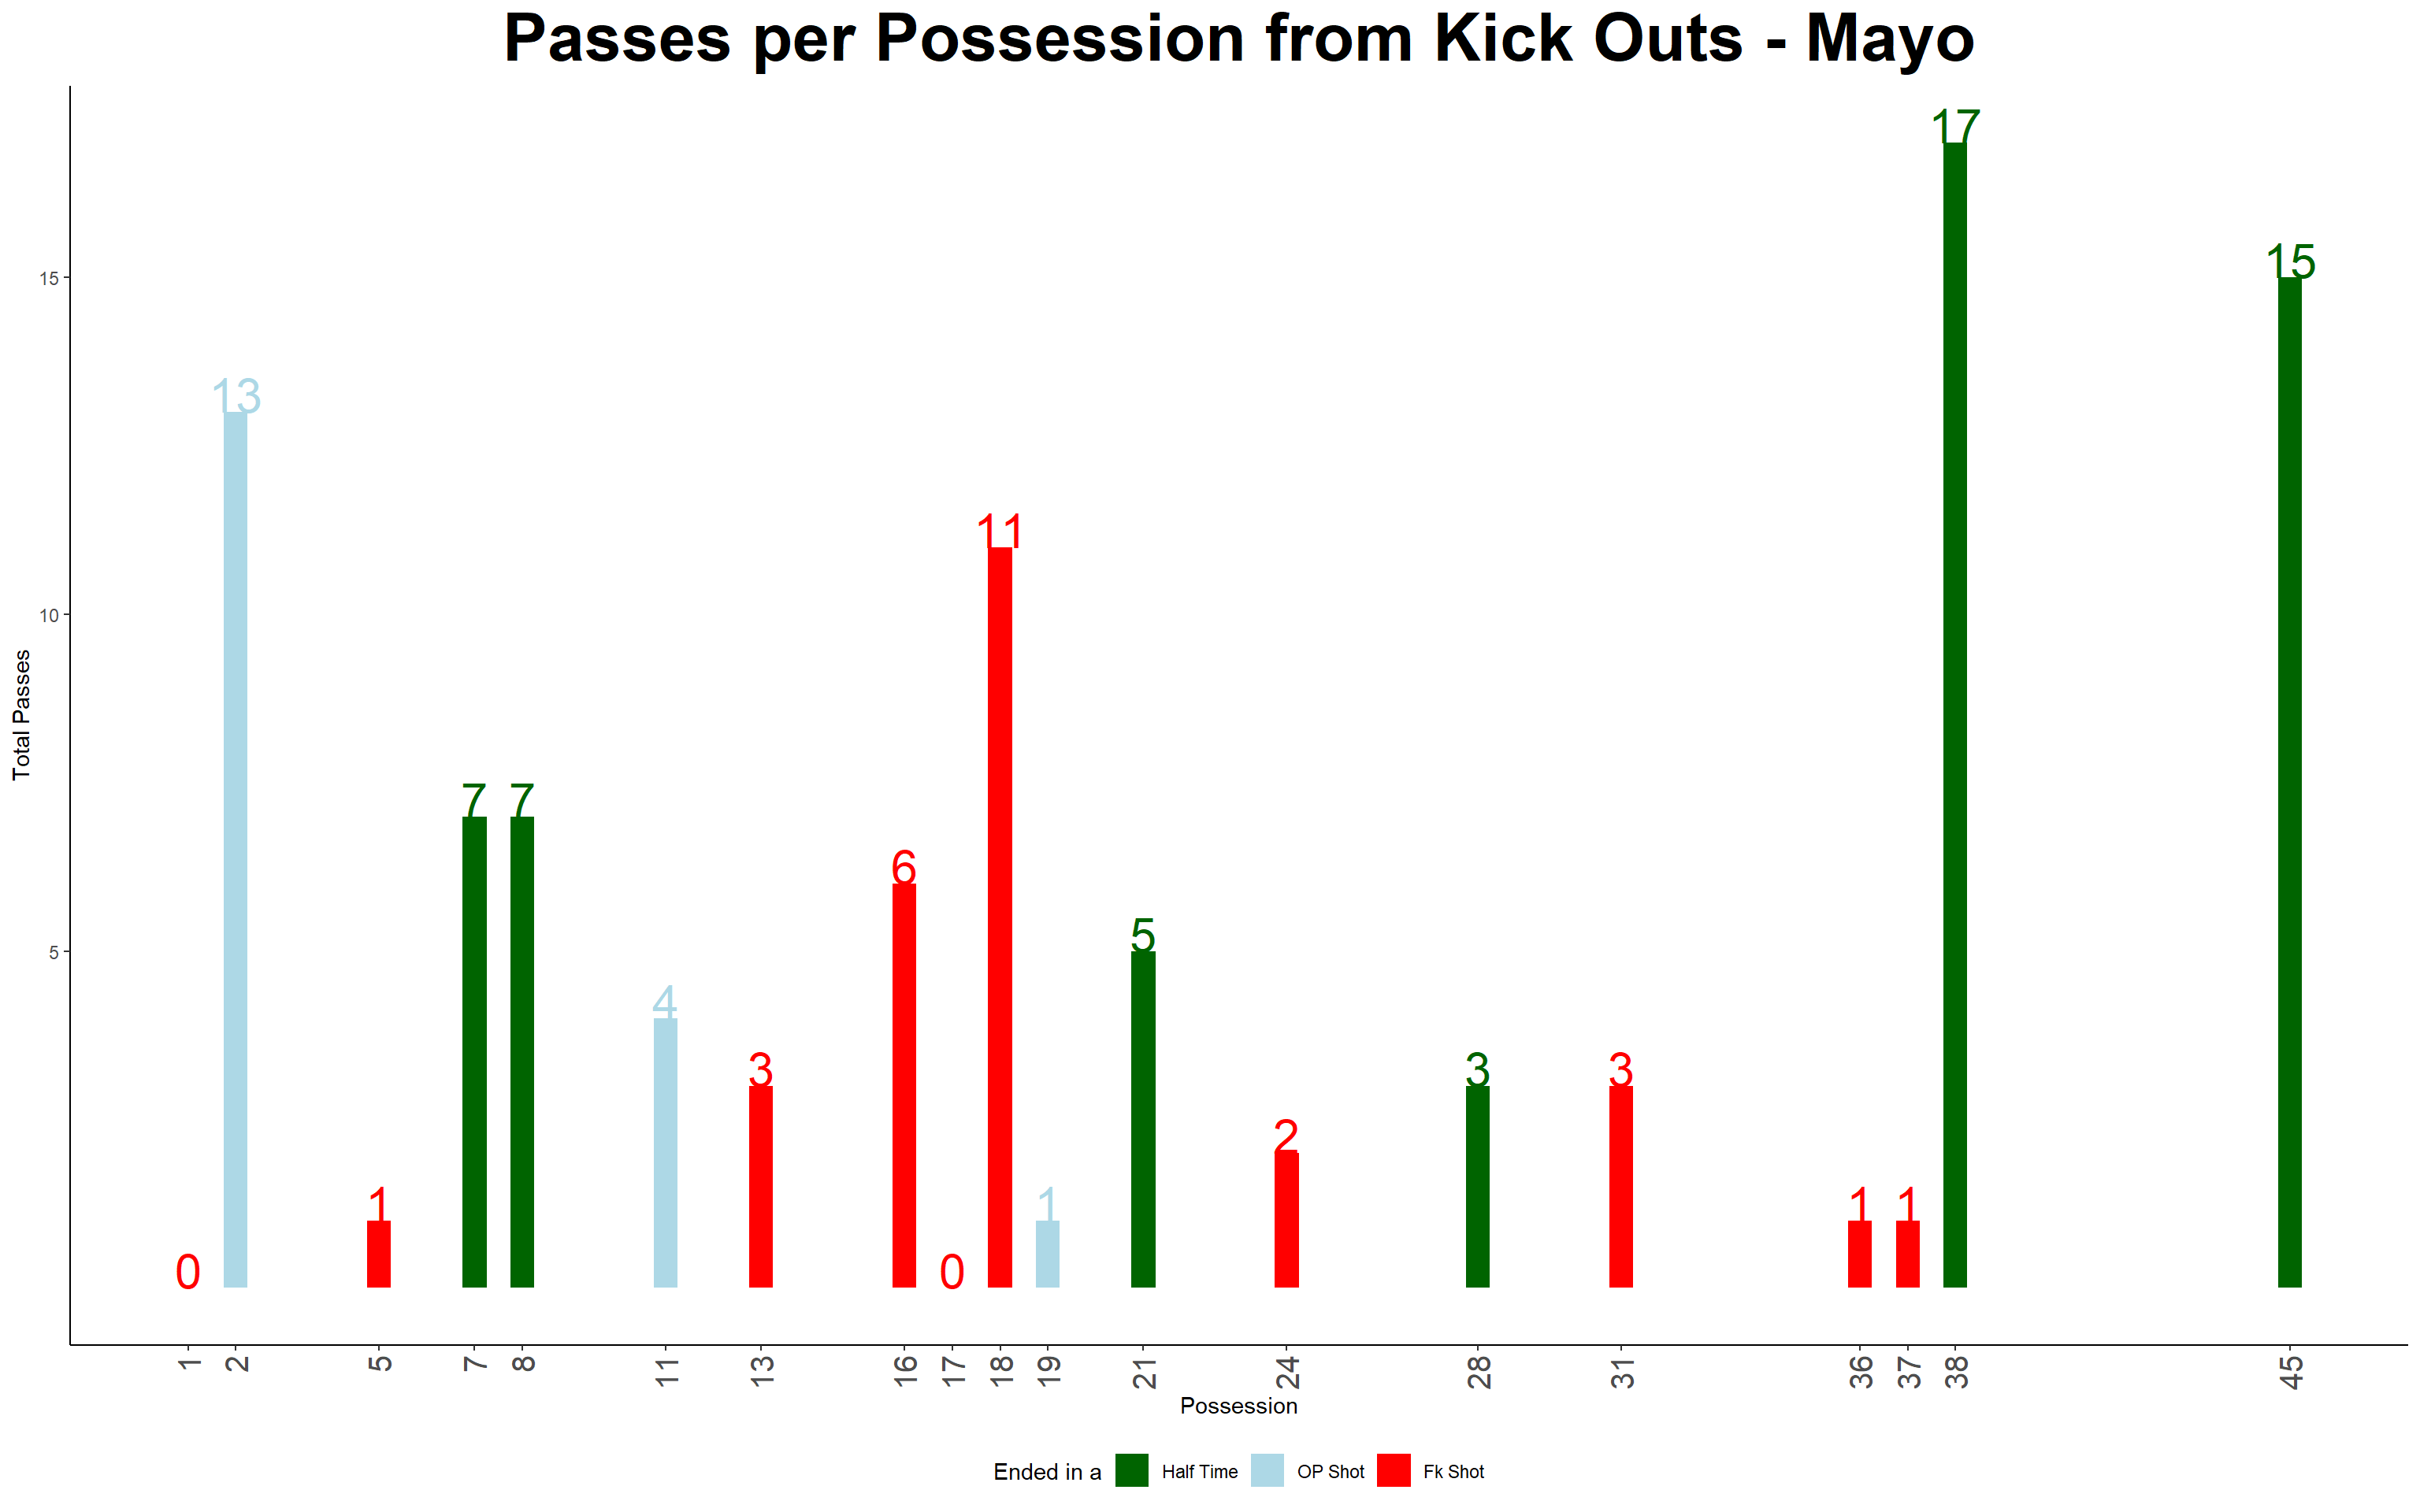 Passes per Possession from Kick Outs - Mayo
17
15
15
13
11
10
Total Passes
7 7
6
5
5
4
3 3 3
2
1 1 1 1
0 0
1 2 5 7 8 11 13 16 17 18 19 21 24 28 31 36 37 38 45
Possession
Ended in a Half Time OP Shot Fk Shot